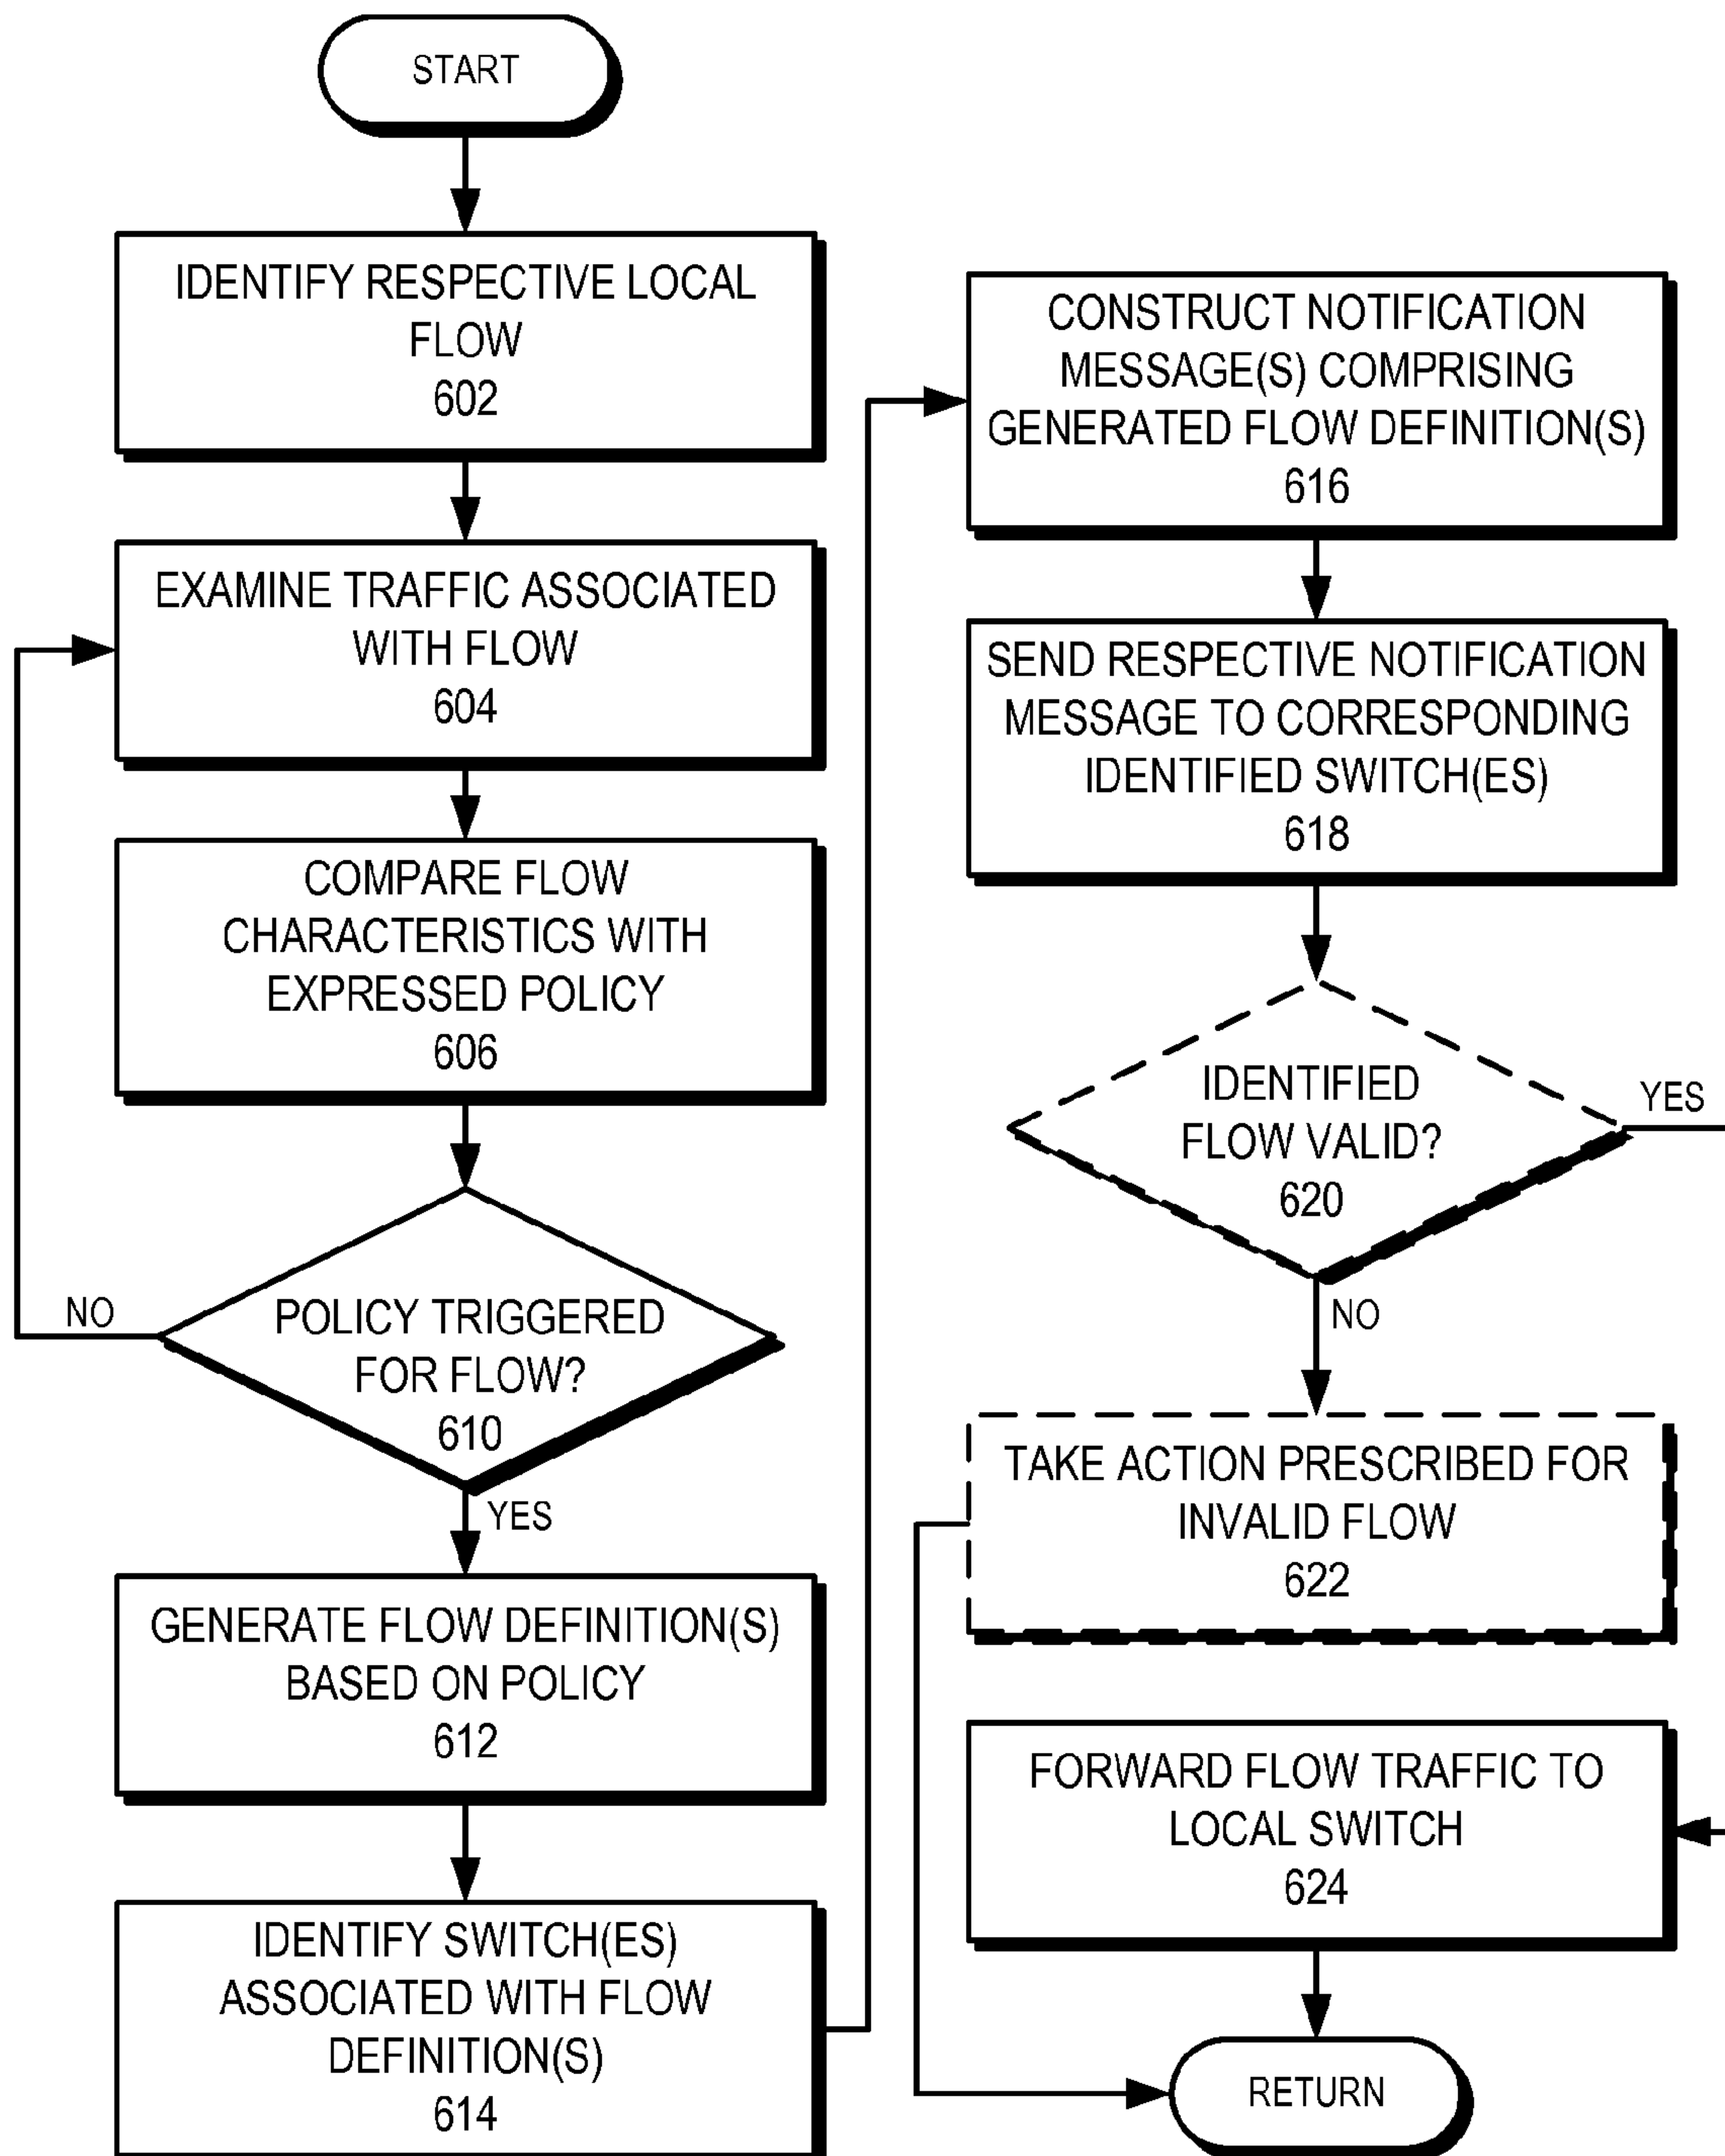 START
IDENTIFY RESPECTIVE LOCAL
FLOW
602
EXAMINE TRAFFIC ASSOCIATED
WITH FLOW
604
COMPARE FLOW
CHARACTERISTICS WITH
EXPRESSED POLICY
606
NO
POLICY TRIGGERED
FOR FLOW?
610
YES
GENERATE FLOW DEFINITION(S)
BASED ON POLICY
612
IDENTIFY SWITCH(ES)
ASSOCIATED WITH FLOW
DEFINITION(S)
614
CONSTRUCT NOTIFICATION
MESSAGE(S) COMPRISING
GENERATED FLOW DEFINITION(S)
616
SEND RESPECTIVE NOTIFICATION
MESSAGE TO CORRESPONDING
IDENTIFIED SWITCH(ES)
618
IDENTIFIED
FLOW VALID?
620
YES
NO
TAKE ACTION PRESCRIBED FOR
INVALID FLOW
622
FORWARD FLOW TRAFFIC TO
LOCAL SWITCH
624
RETURN